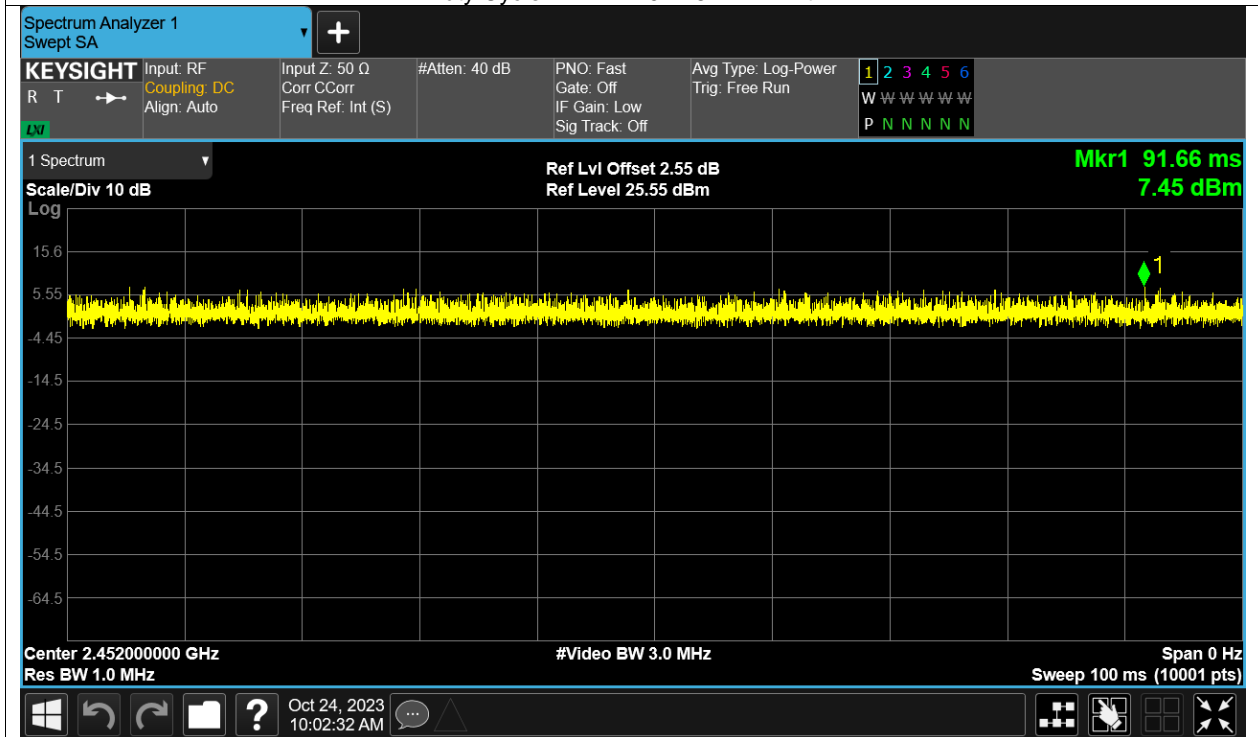 Spectrum Analyzer 1
Swept SA
KEYSIGHT
R T
LXI
Input: RF
Coupling: DC
Align: Auto
Input Z: 50 Ω
Corr CCorr
Freq Ref: Int (S)
#Atten: 40 dB
PNO: Fast
Gate: Off
IF Gain: Low
Sig Track: Off
Avg Type: Log-Power
Trig: Free Run
1 2 3 4 5 6
W W W W W W
P N N N N N
1 Spectrum
Scale/Div 10 dB
Log
Ref Lvl Offset 2.55 dB
Ref Level 25.55 dBm
Mkr1 91.66 ms
7.45 dBm
15.6
1
5.55
-4.45
-14.5
-24.5
-34.5
-44.5
-54.5
-64.5
Center 2.452000000 GHz
#Video BW 3.0 MHz
Span 0 Hz
Res BW 1.0 MHz
Sweep 100 ms (10001 pts)
?
Oct 24, 2023
10:02:32 AM